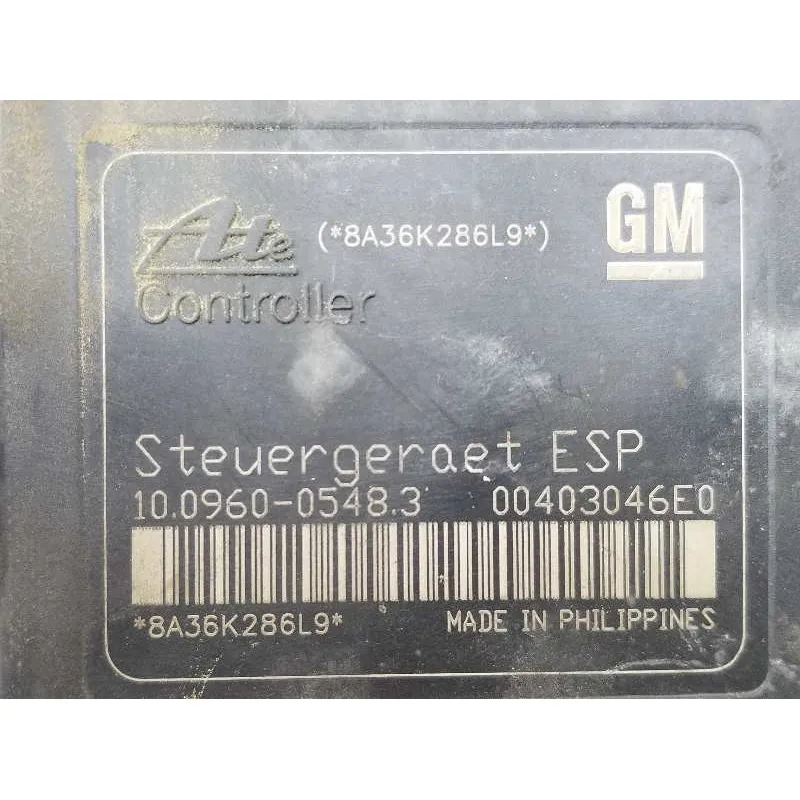 Ate (*8A36K286L9*) GM
Controller
Steuergeraet ESP
10.0960-0548.3 00403046E0
*8A36K286L9* MADE IN PHILIPPINES